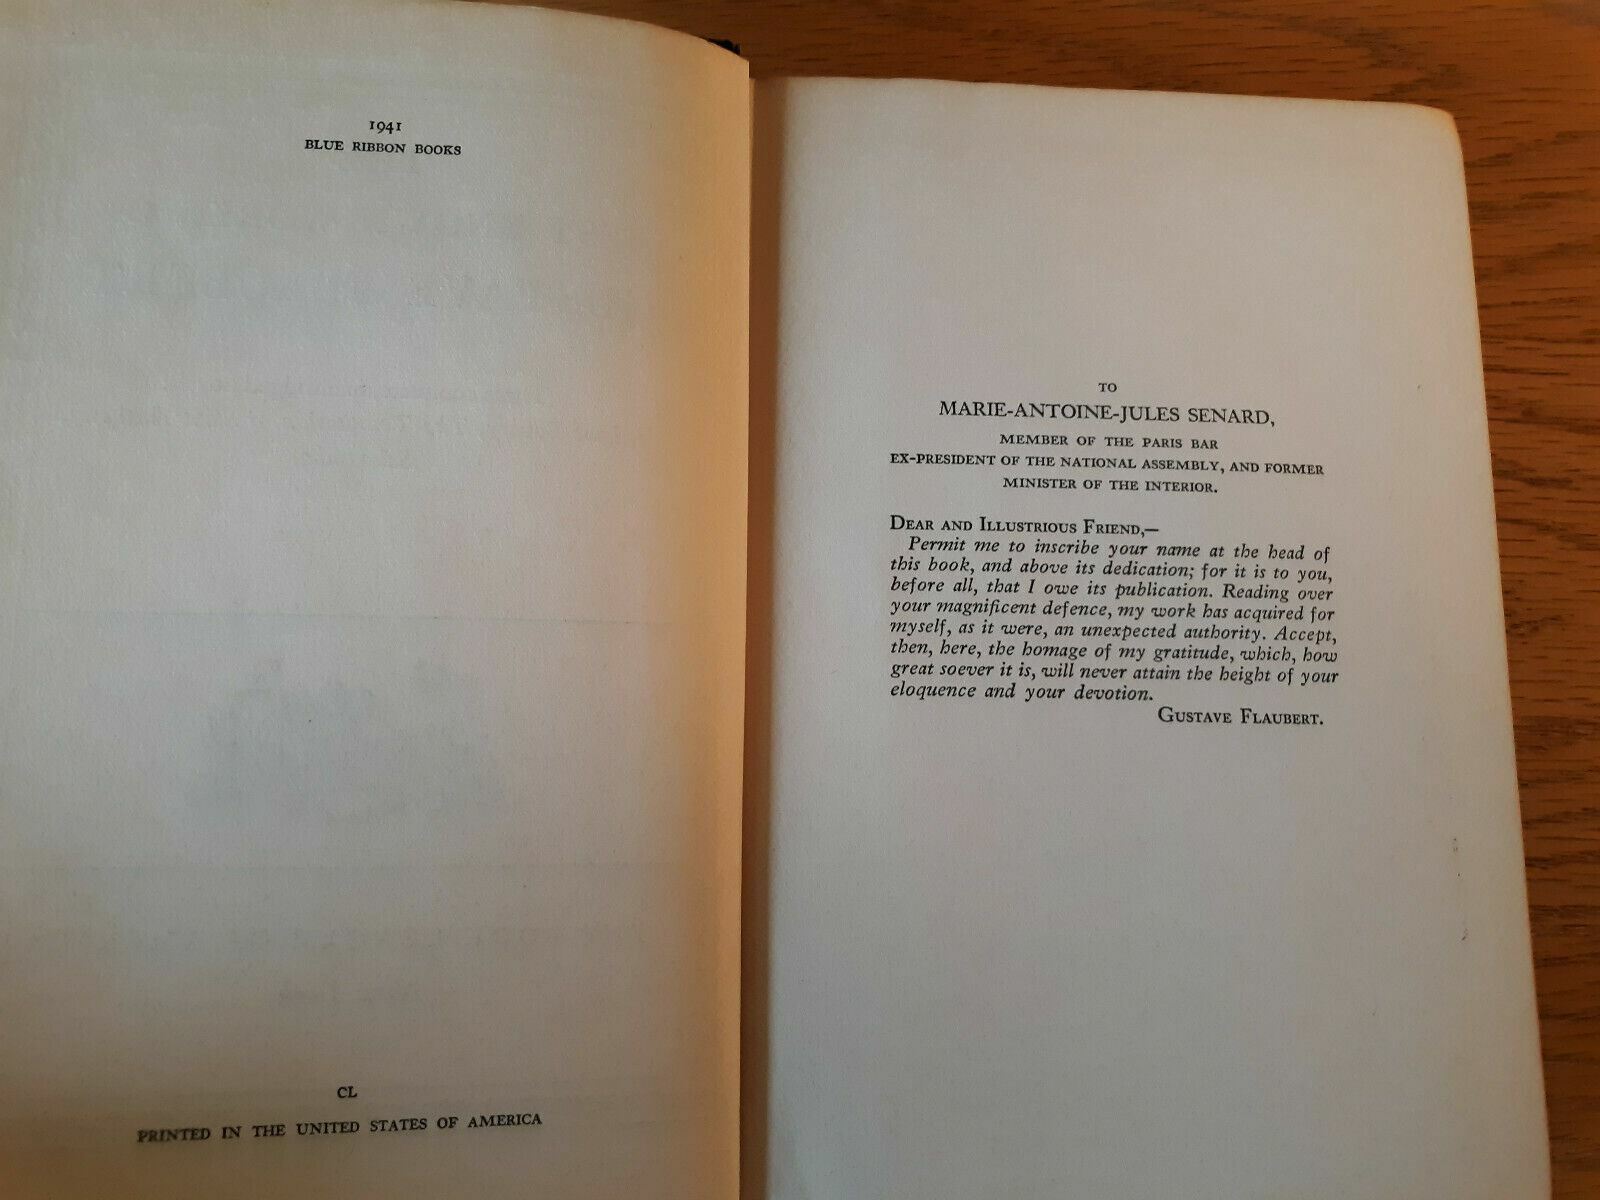 1941
BLUE RIBBON BOOKS
CL
PRINTED IN THE UNITED STATES OF AMERICA
TO
MARIE-ANTOINE-JULES SENARD,
MEMBER OF THE PARIS BAR
EX-PRESIDENT OF THE NATIONAL ASSEMBLY, AND FORMER
MINISTER OF THE INTERIOR.
DEAR AND ILLUSTRIOUS FRIEND,—
Permit me to inscribe your name at the head of
this book, and above its dedication; for it is to you,
before all, that I owe its publication. Reading over
your magnificent defence, my work has acquired for
myself, as it were, an unexpected authority. Accept,
then, here, the homage of my gratitude, which, how
great soever it is, will never attain the height of your
eloquence and your devotion.
GUSTAVE FLAUBERT.